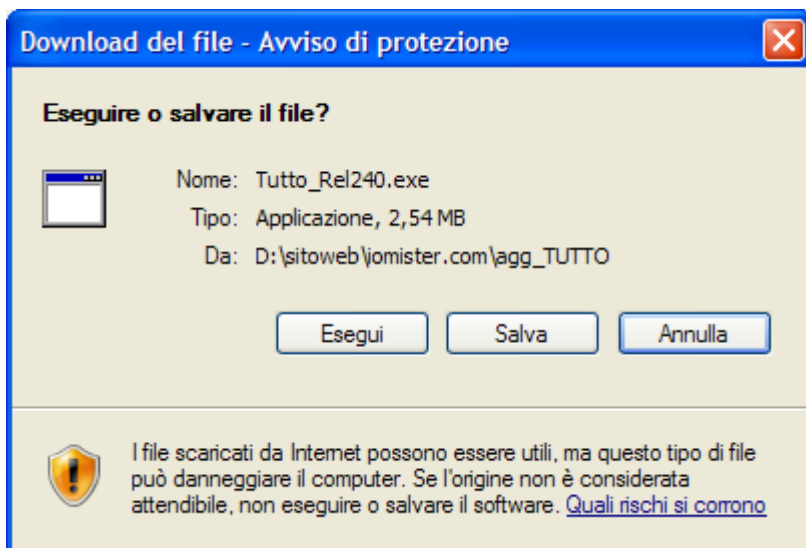 Download del file - Avviso di protezione
Eseguire o salvare il file?
Nome: Tutto_Rel240.exe
Tipo: Applicazione, 2,54 MB
Da: D:\sitoweb\iomister.com\agg_TUTTO
Esegui Salva Annulla
I file scaricati da Internet possono essere utili, ma questo tipo di file
può danneggiare il computer. Se l'origine non è considerata
attendibile, non eseguire o salvare il software. Quali rischi si corrono